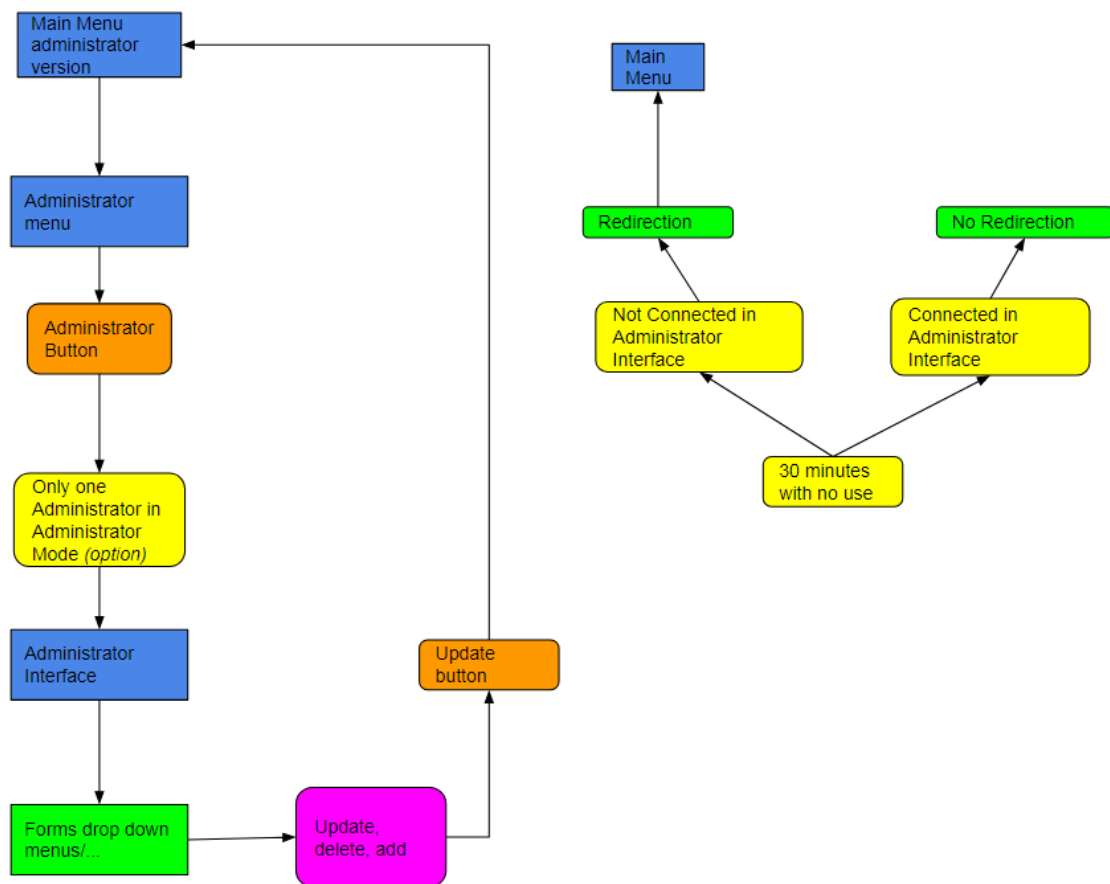 Main Menu
administrator
version
Administrator
menu
Administrator
Button
Only one
Administrator in
Administrator
Mode (option)
Administrator
Interface
Forms drop down
menus/...
Update,
delete, add
Update
button
Main
Menu
Redirection
No Redirection
Not Connected in
Administrator
Interface
Connected in
Administrator
Interface
30 minutes
with no use